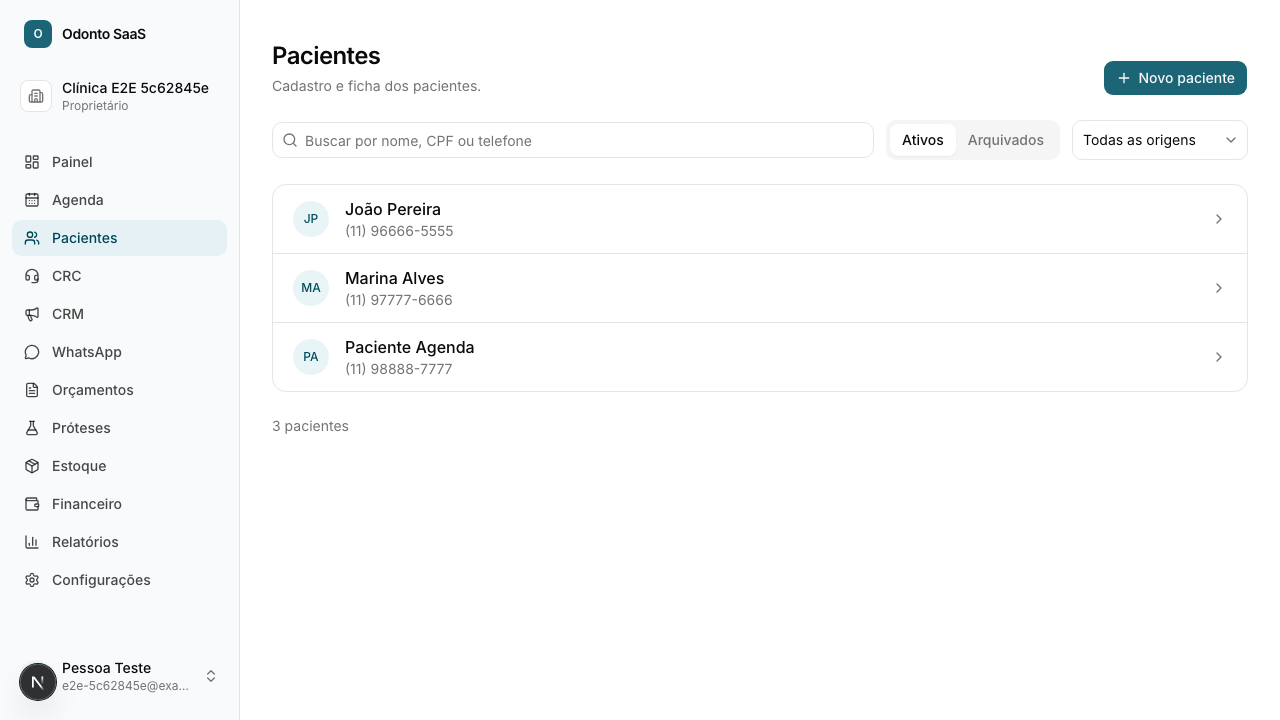 O
Odonto SaaS
Clínica E2E 5c62845e
Proprietário
Painel
Agenda
Pacientes
CRC
CRM
WhatsApp
Orçamentos
Próteses
Estoque
Financeiro
Relatórios
Configurações
N
Pessoa Teste
e2e-5c62845e@exa...
Pacientes
Cadastro e ficha dos pacientes.
Novo paciente
Buscar por nome, CPF ou telefone
Ativos
Arquivados
Todas as origens
JP
João Pereira
(11) 96666-5555
MA
Marina Alves
(11) 97777-6666
PA
Paciente Agenda
(11) 98888-7777
3 pacientes